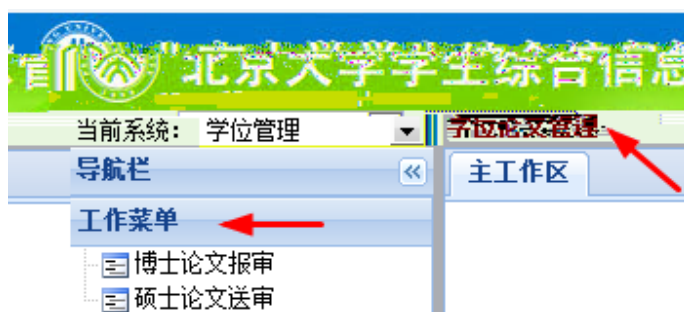 北京大学学生综合信息
当前系统： 学位管理 学位论文管理
导航栏 主工作区
工作菜单
博士论文报审
硕士论文送审